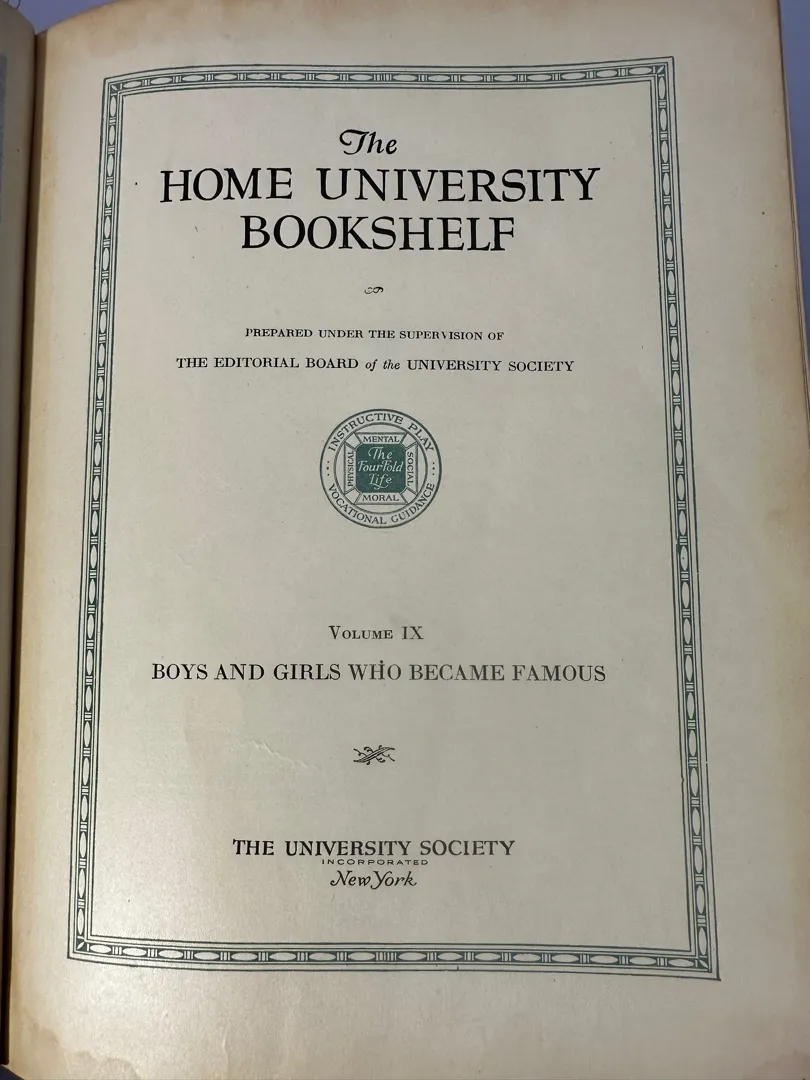 The
HOME UNIVERSITY
BOOKSHELF
PREPARED UNDER THE SUPERVISION OF
THE EDITORIAL BOARD of the UNIVERSITY SOCIETY
INSTRUCTIVE PLAY
MENTAL
PHYSICAL
The
FourFold
Life
SOCIAL
MORAL
VOCATIONAL GUIDANCE
VOLUME IX
BOYS AND GIRLS WHO BECAME FAMOUS
THE UNIVERSITY SOCIETY
INCORPORATED
New York